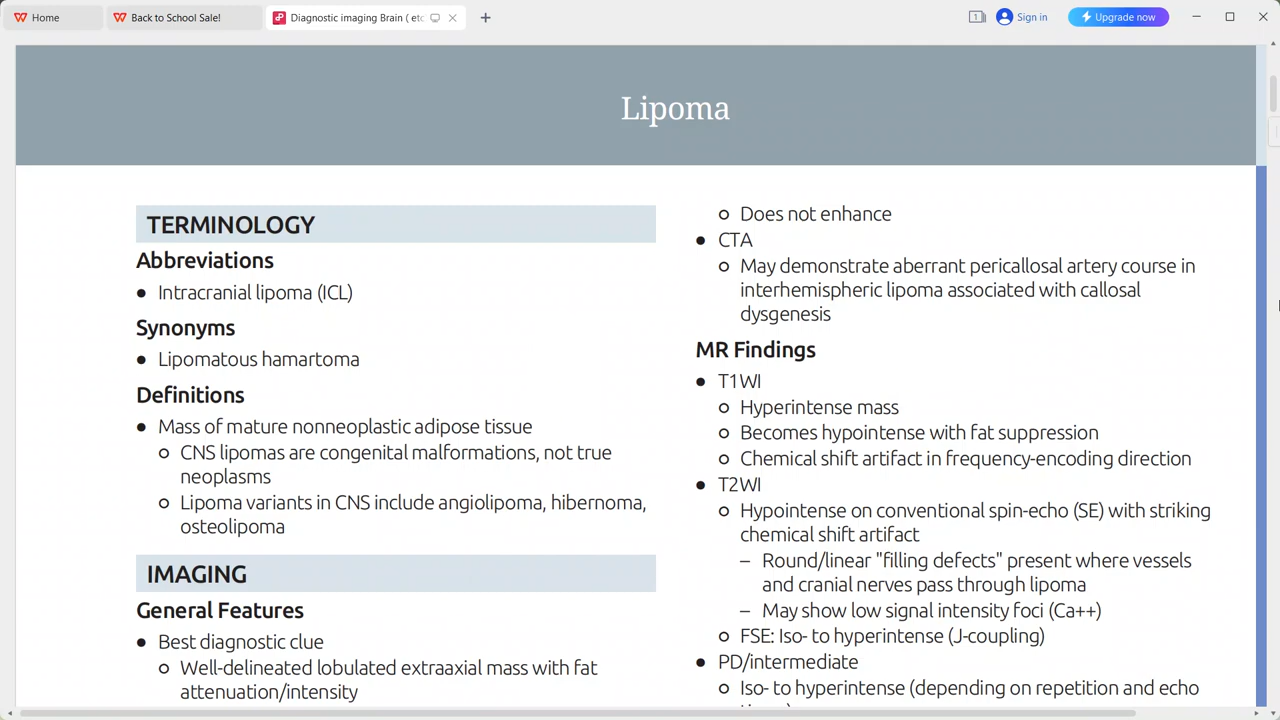 Home
Back to School Sale!
Diagnostic imaging Brain ( etc
1
Sign in
Upgrade now
Lipoma
TERMINOLOGY
Abbreviations
• Intracranial lipoma (ICL)
Synonyms
• Lipomatous hamartoma
Definitions
• Mass of mature nonneoplastic adipose tissue
○ CNS lipomas are congenital malformations, not true
neoplasms
○ Lipoma variants in CNS include angiolipoma, hibernoma,
osteolipoma
IMAGING
General Features
• Best diagnostic clue
○ Well-delineated lobulated extraaxial mass with fat
attenuation/intensity
○ Does not enhance
• CTA
○ May demonstrate aberrant pericallosal artery course in
interhemispheric lipoma associated with callosal
dysgenesis
MR Findings
• T1WI
○ Hyperintense mass
○ Becomes hypointense with fat suppression
○ Chemical shift artifact in frequency-encoding direction
• T2WI
○ Hypointense on conventional spin-echo (SE) with striking
chemical shift artifact
– Round/linear "filling defects" present where vessels
and cranial nerves pass through lipoma
– May show low signal intensity foci (Ca++)
○ FSE: Iso- to hyperintense (J-coupling)
• PD/intermediate
○ Iso- to hyperintense (depending on repetition and echo